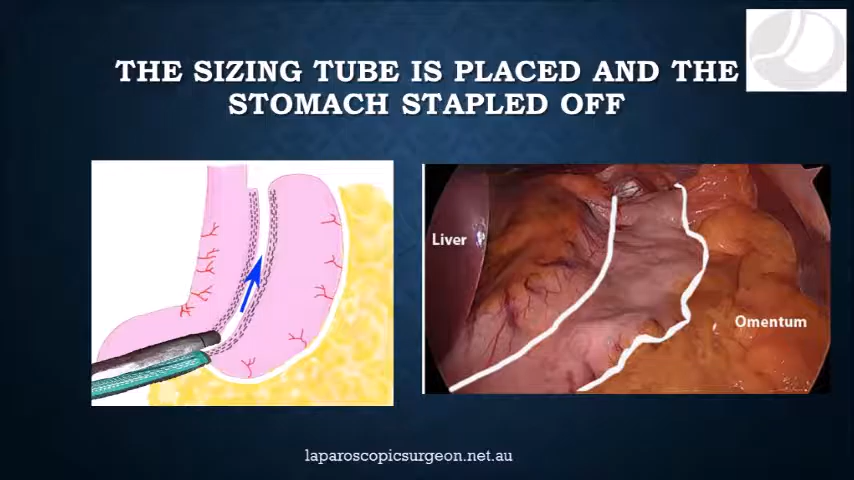 THE SIZING TUBE IS PLACED AND THE
STOMACH STAPLED OFF
Liver
Omentum
laparoscopicsurgeon.net.au